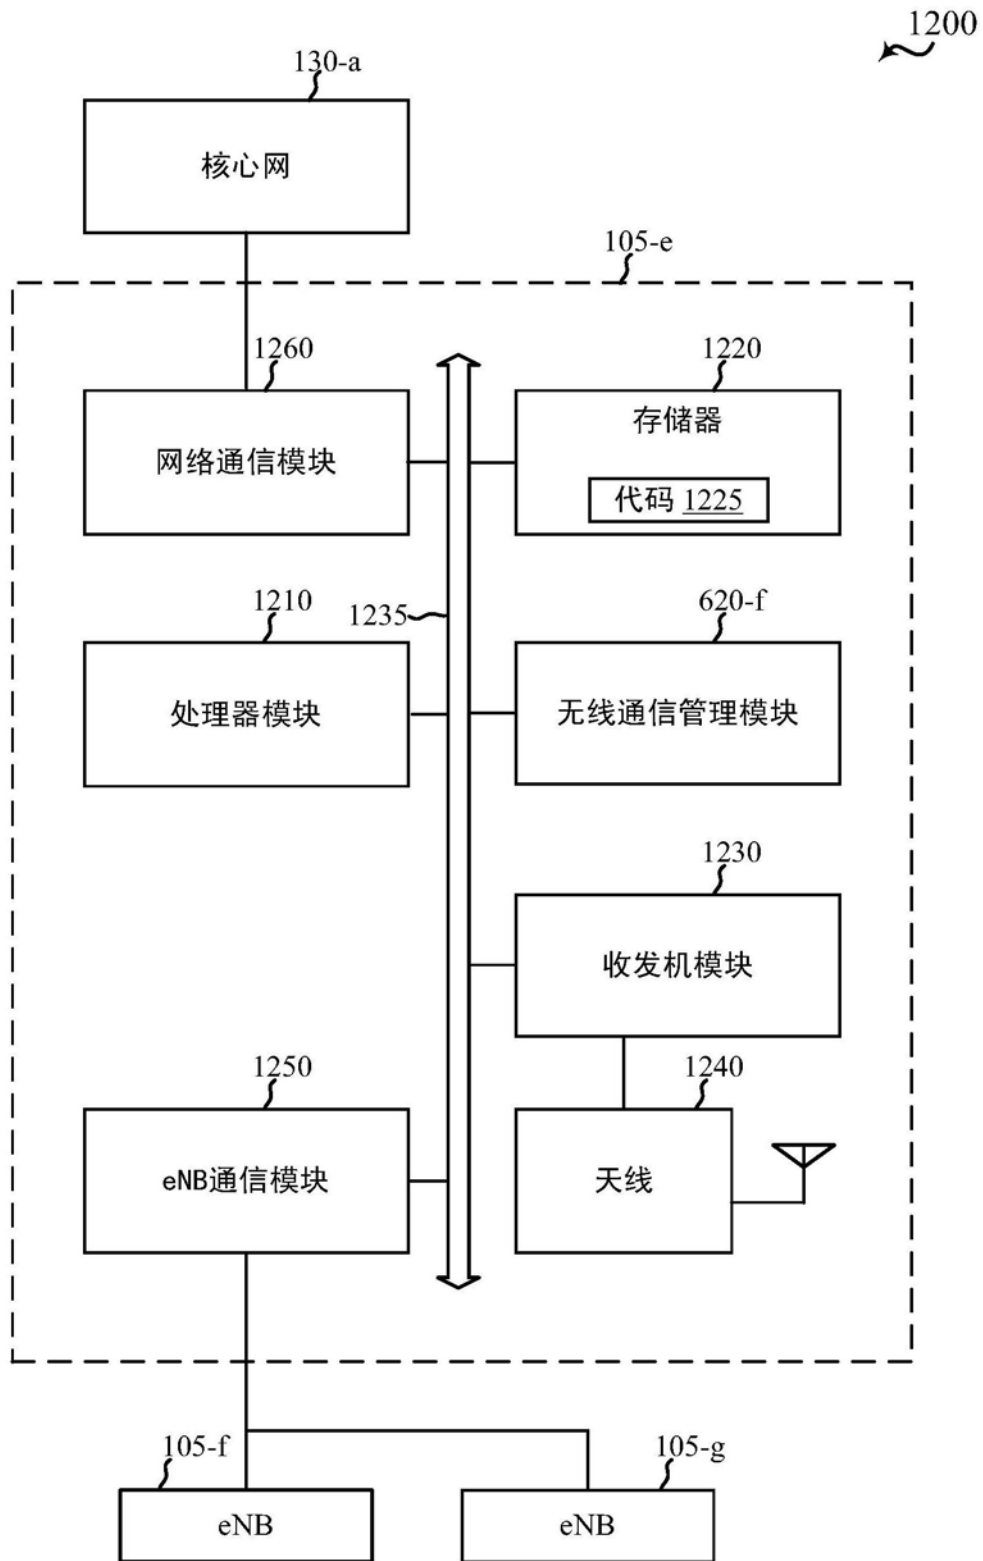 1200
130-a
核心网
105-e
1260
网络通信模块
1220
存储器
代码 1225
1210
处理器模块
1235
620-f
无线通信管理模块
1230
收发机模块
1250
eNB通信模块
1240
天线
105-f
eNB
105-g
eNB